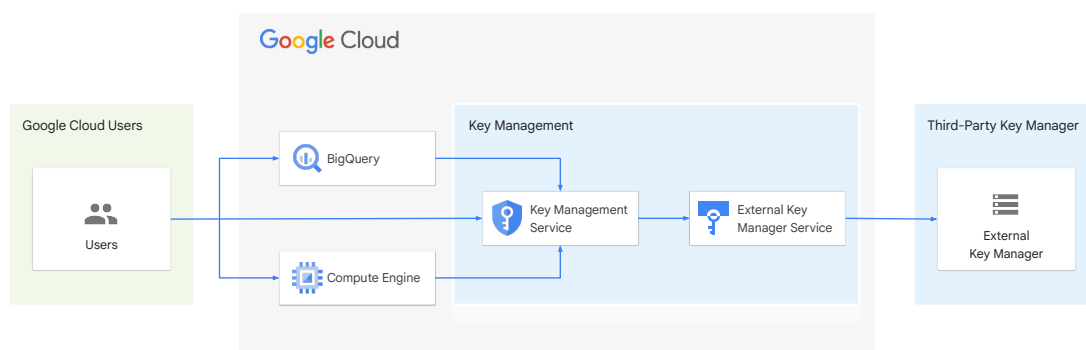 Google Cloud
Google Cloud Users
Users
BigQuery
Compute Engine
Key Management
Key Management
Service
External Key
Manager Service
Third-Party Key Manager
External
Key Manager